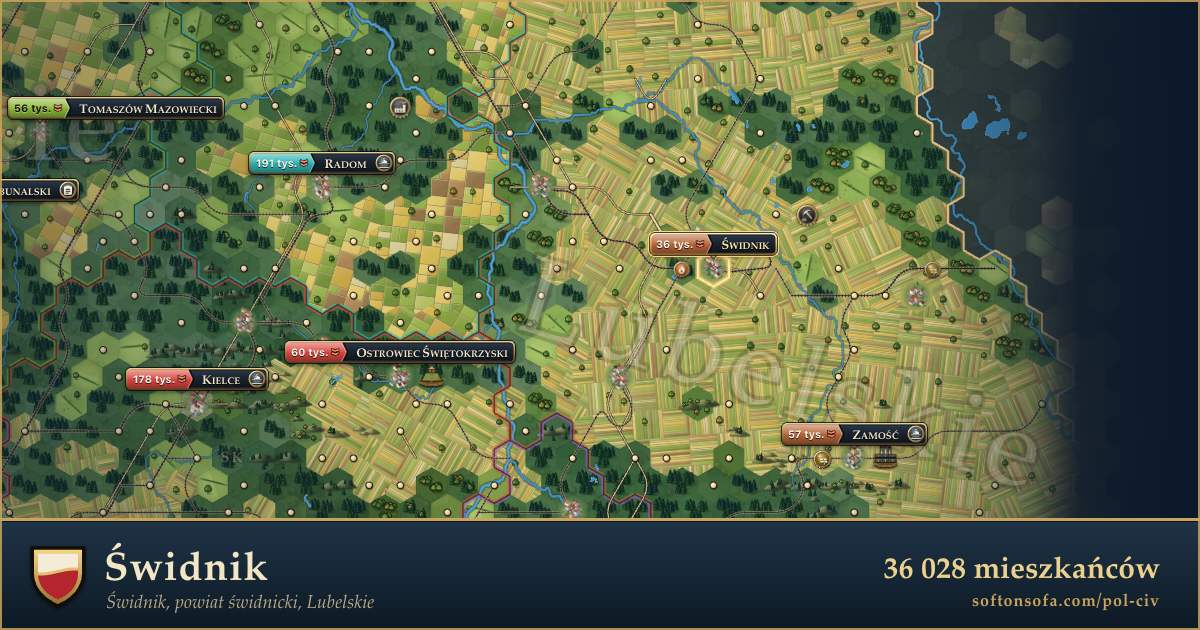 56 tys. TOMASZÓW MAZOWIECKI
191 tys. RADOM
BUNALSKI
36 tys. ŚWIDNIK
Lubelskie
60 tys. OSTROWIEC ŚWIĘTOKRZYSKI
178 tys. KIELCE
57 tys. ZAMOŚĆ
Świdnik
Świdnik, powiat świdnicki, Lubelskie
36 028 mieszkańców
softonsofa.com/pol-civ